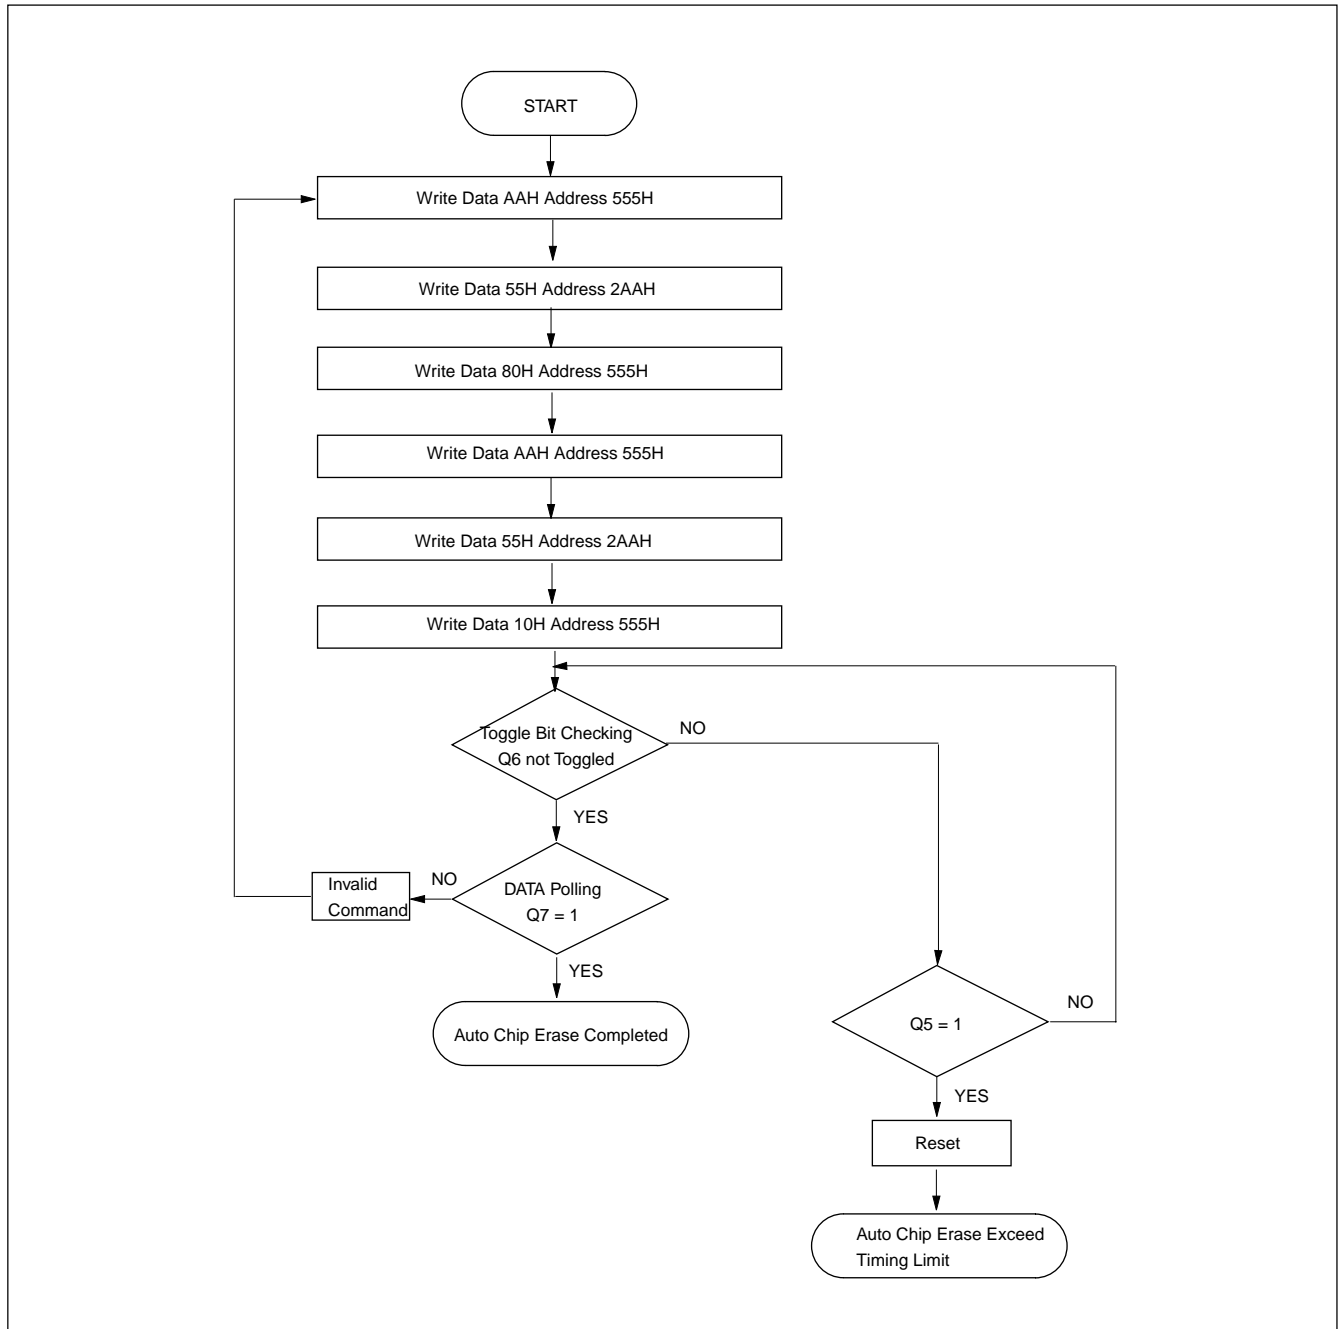 START
Write Data AAH Address 555H
Write Data 55H Address 2AAH
Write Data 80H Address 555H
Write Data AAH Address 555H
Write Data 55H Address 2AAH
Write Data 10H Address 555H
Toggle Bit Checking
Q6 not Toggled
NO
YES
Invalid
Command
NO
DATA Polling
Q7 = 1
YES
Auto Chip Erase Completed
Q5 = 1
NO
YES
Reset
Auto Chip Erase Exceed
Timing Limit